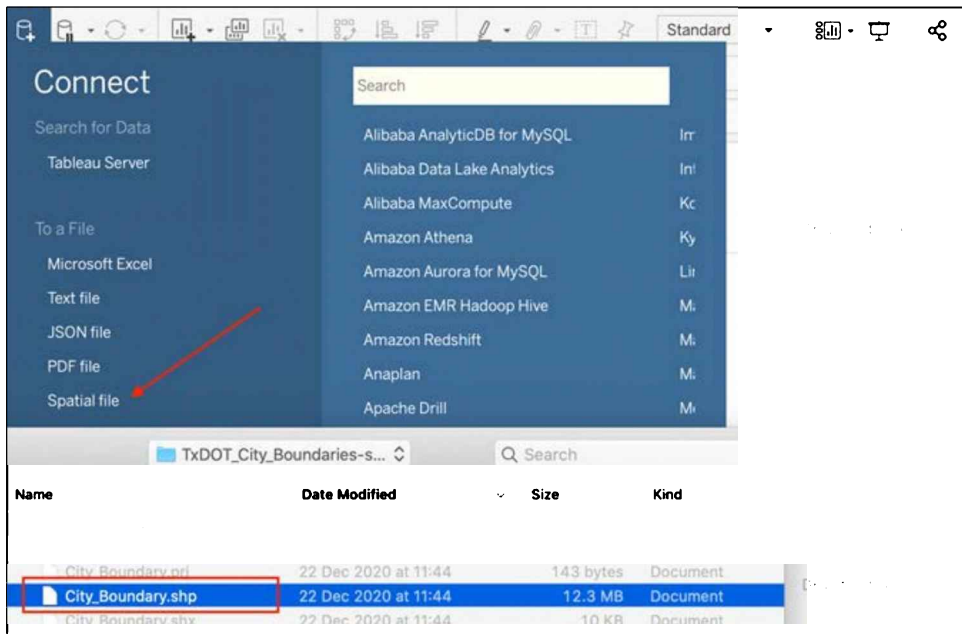 Standard
Connect
Search
Search for Data
Tableau Server
To a File
Microsoft Excel
Text file
JSON file
PDF file
Spatial file
Alibaba AnalyticDB for MySQL
Alibaba Data Lake Analytics
Alibaba MaxCompute
Amazon Athena
Amazon Aurora for MySQL
Amazon EMR Hadoop Hive
Amazon Redshift
Anaplan
Apache Drill
Kc
Ky
TxDOT_City_Boundaries-s...
Search
Name Date Modified Size Kind
City_Boundary.prj 22 Dec 2020 at 11:44 143 bytes Document
City_Boundary.shp 22 Dec 2020 at 11:44 12.3 MB Document
City_Boundary.shx 22 Dec 2020 at 11:44 10 KB Document